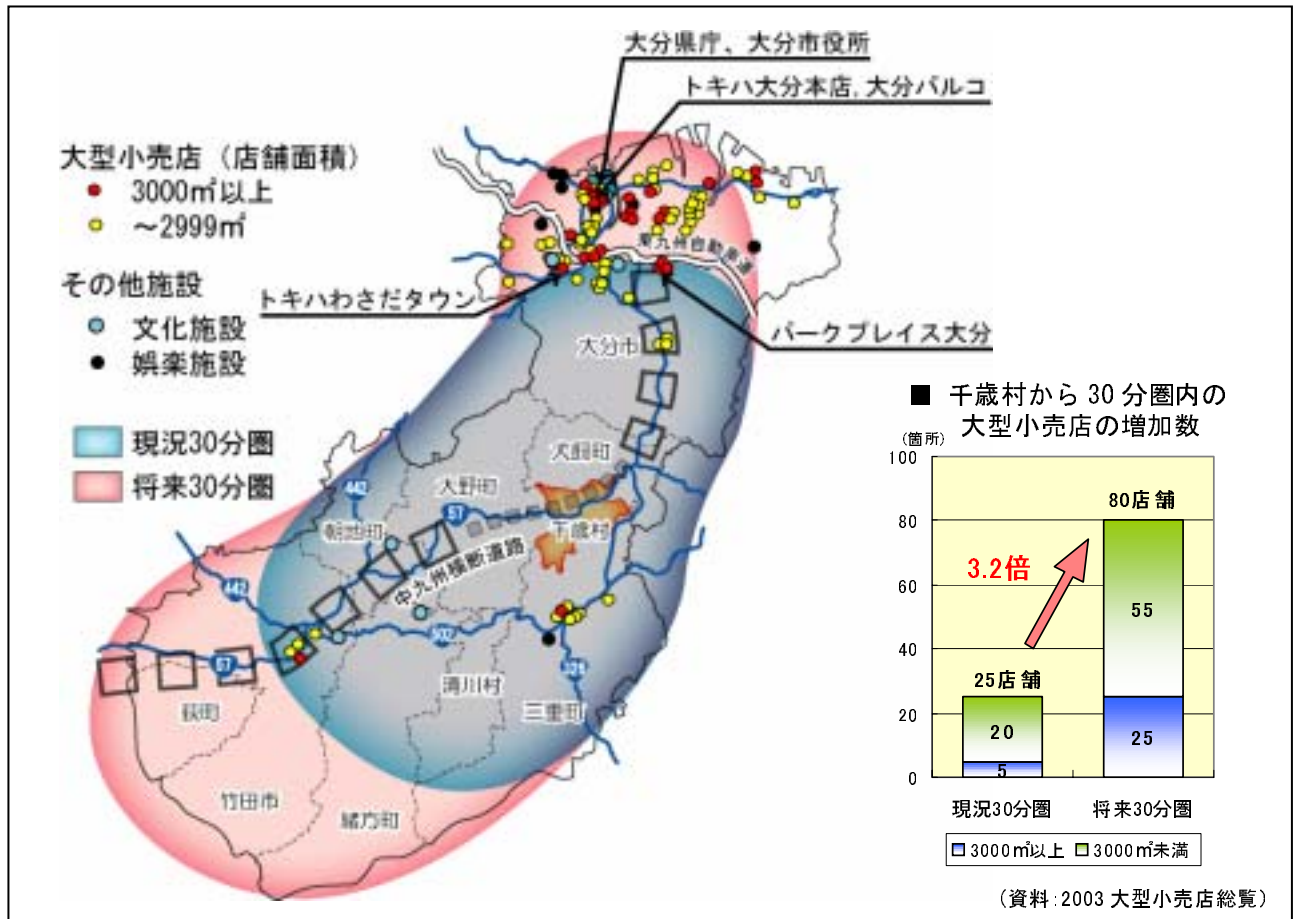 大分県庁、大分市役所
トキハ大分本店,大分パルコ
大型小売店（店舗面積）
3000㎡以上
～2999㎡
その他施設
文化施設
娯楽施設
現況30分圏
将来30分圏
東九州自動車道
トキハわさだタウン
パークプレイス大分
大分市
犬飼町
大野町
千歳村
朝地町
中九州横断道路
清川村
三重町
荻町
竹田市
緒方町
442
57
442
502
57
326
■ 千歳村から30分圏内の
大型小売店の増加数
(箇所)
100
80
60
40
20
0
80店舗
3.2倍
55
25店舗
20
25
5
現況30分圏 将来30分圏
3000㎡以上 3000㎡未満
（資料:2003 大型小売店総覧）